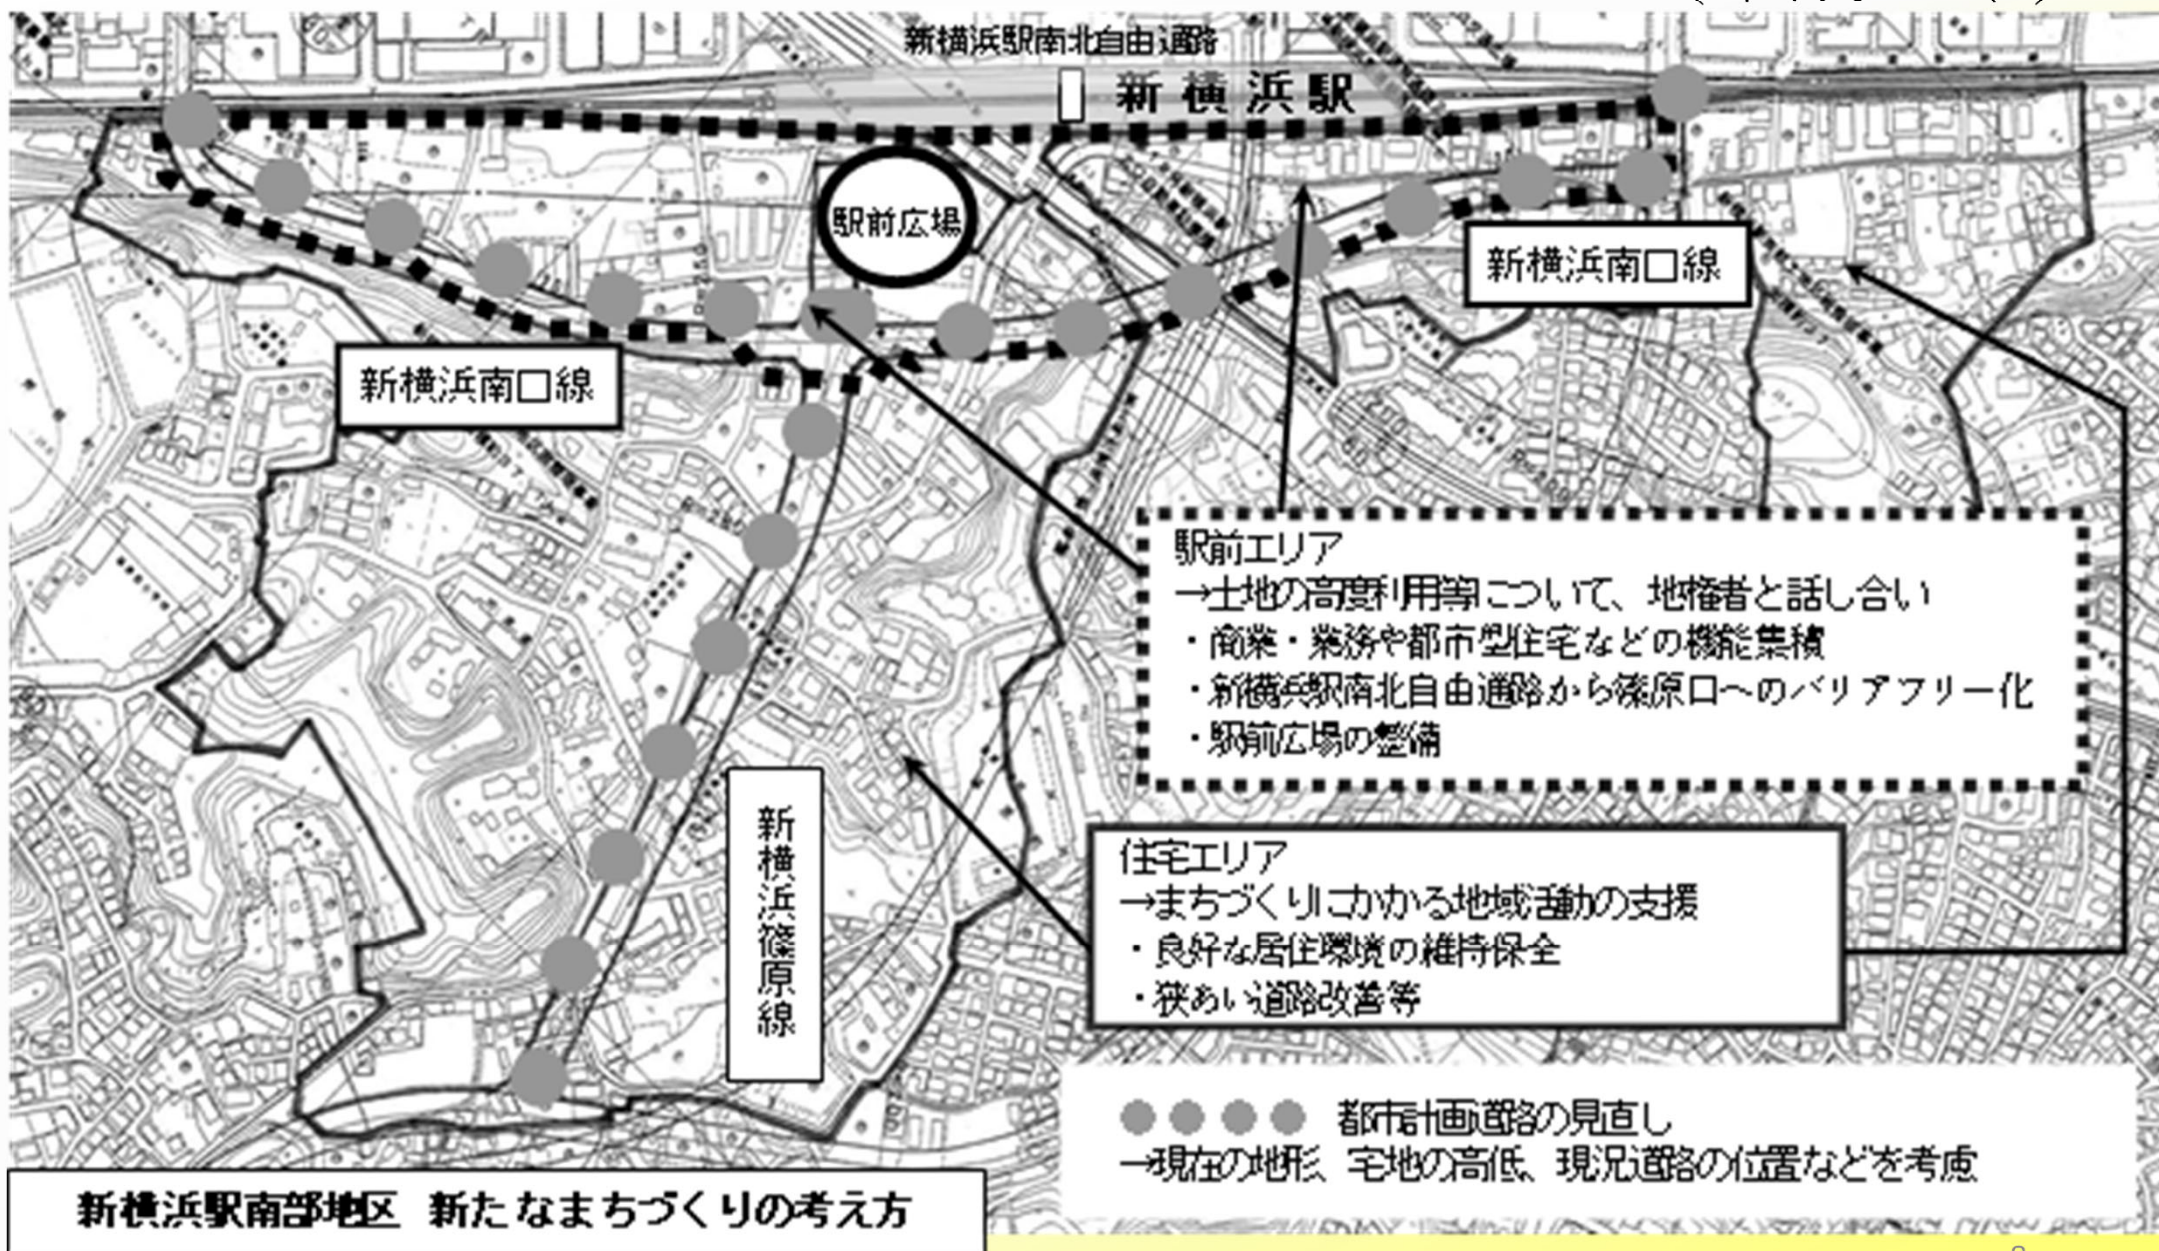 新横浜駅南北自由通路
新横浜駅
駅前広場
新横浜南口線
新横浜南口線
駅前エリア
→土地の高度利用等について、地権者と話し合い
・商業・業務や都市型住宅などの機能集積
・新横浜駅南北自由通路から篠原口へのバリアフリー化
・駅前広場の整備
住宅エリア
→まちづくりにかかる地域活動の支援
・良好な居住環境の維持保全
・狭あい道路改善等
新横浜篠原線
都市計画道路の見直し
→現在の地形、宅地の高低、現況道路の位置などを考慮
新横浜駅南部地区 新たなまちづくりの考え方